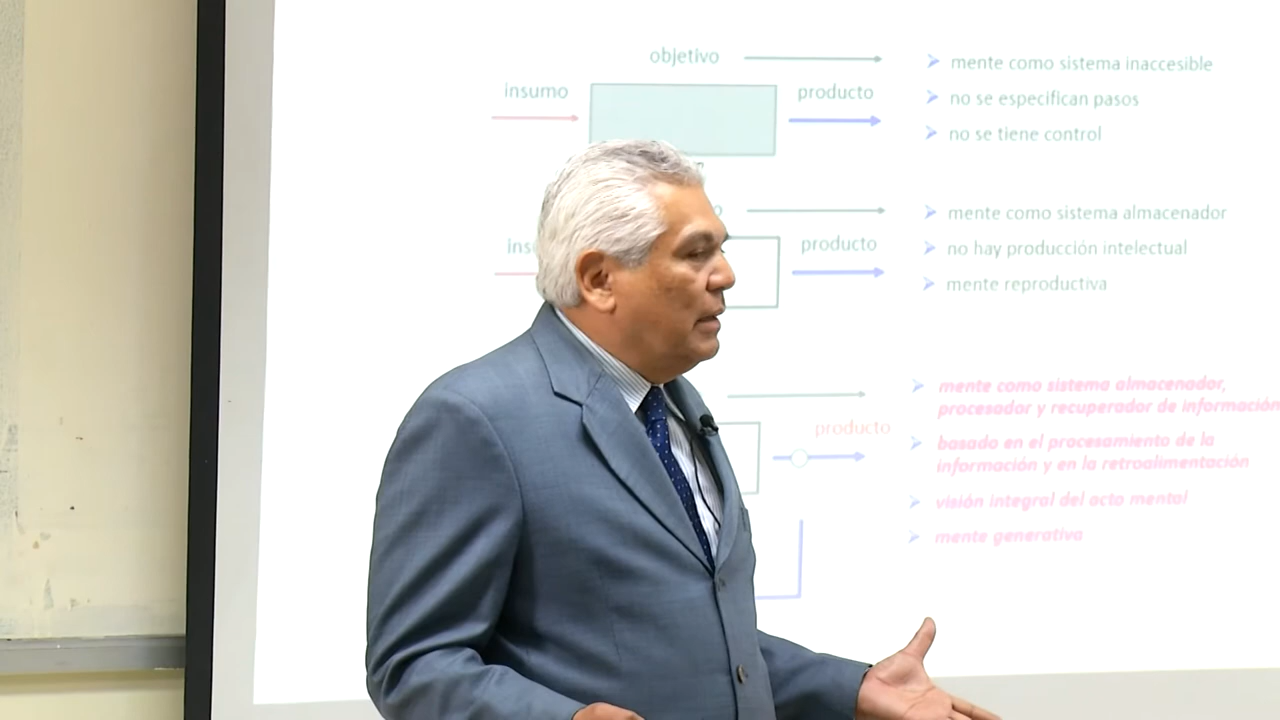 objetivo
insumo
producto
mente como sistema inaccesible
no se especifican pasos
no se tiene control
producto
mente como sistema almacenador
no hay producción intelectual
mente reproductiva
producto
mente como sistema almacenador,
procesador y recuperador de información
basado en el procesamiento de la
información y en la retroalimentación
visión integral del acto mental
mente generativa